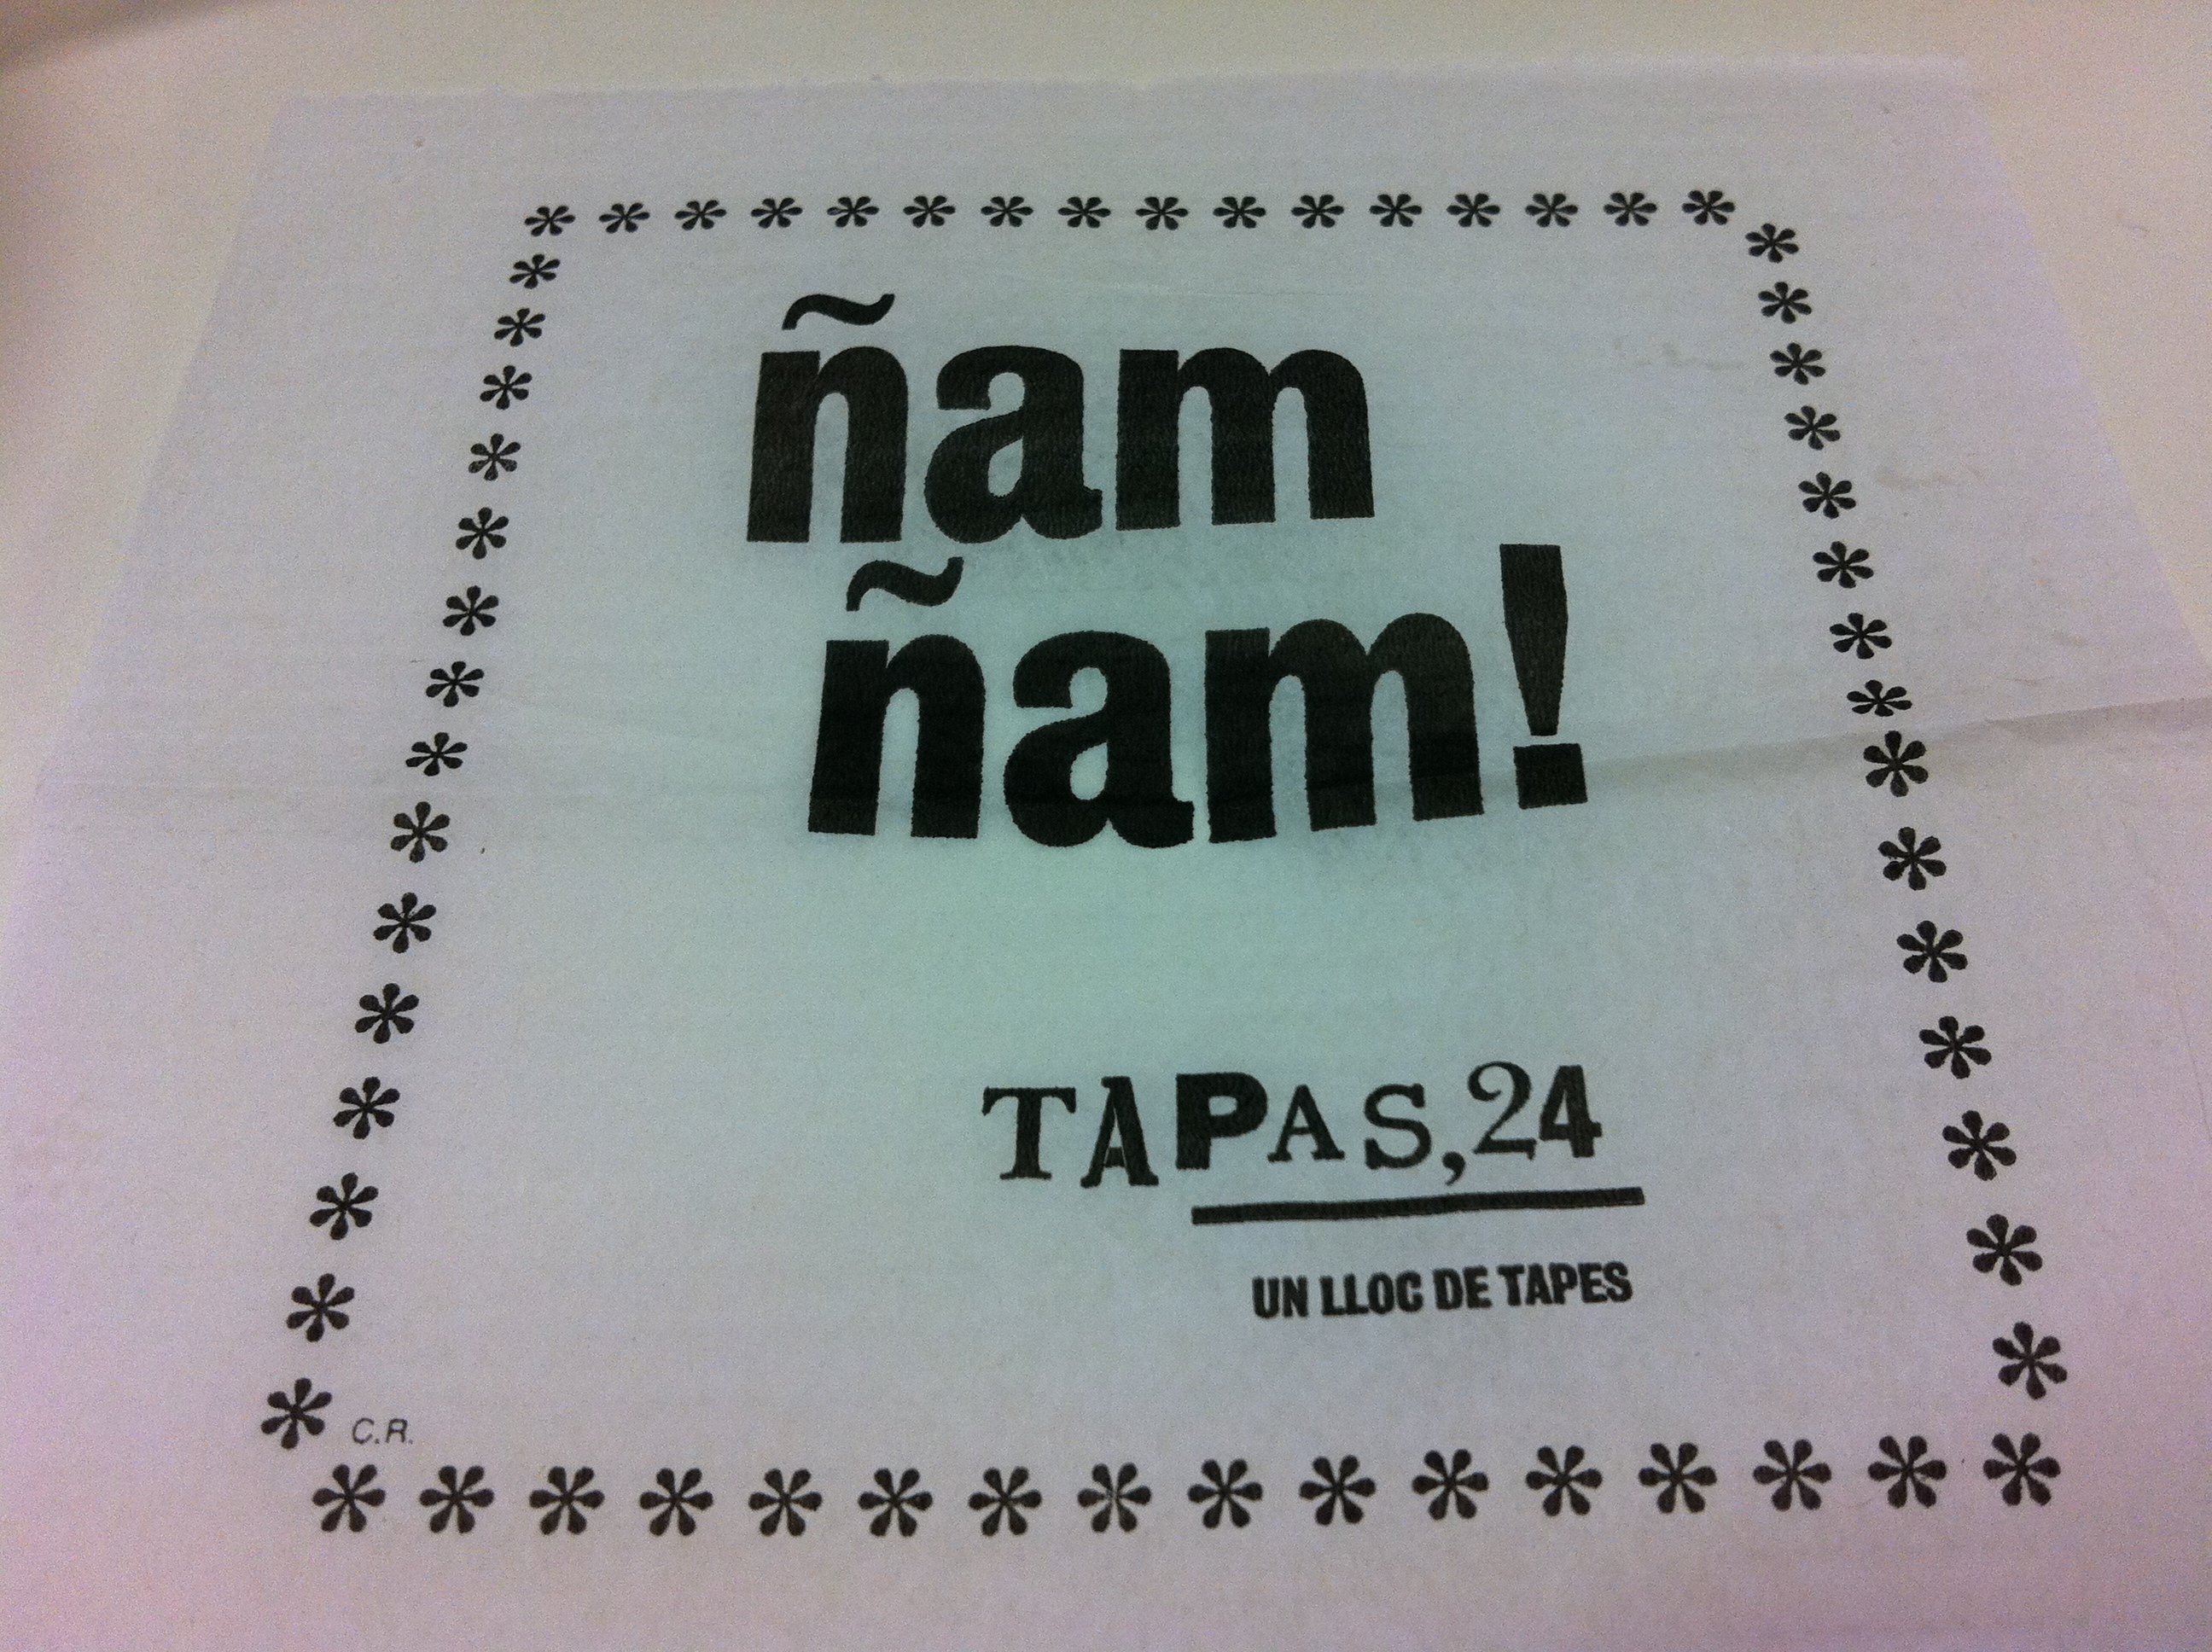 ñam
ñam!
TAPAS,24
UN LLOC DE TAPES
C.R.